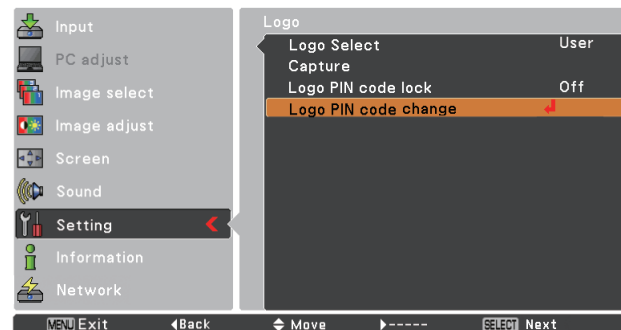 Input
PC adjust
Image select
Image adjust
Screen
Sound
Setting
Information
Network
Logo
Logo Select User
Capture
Logo PIN code lock Off
Logo PIN code change
MENU Exit Back Move ----- SELECT Next